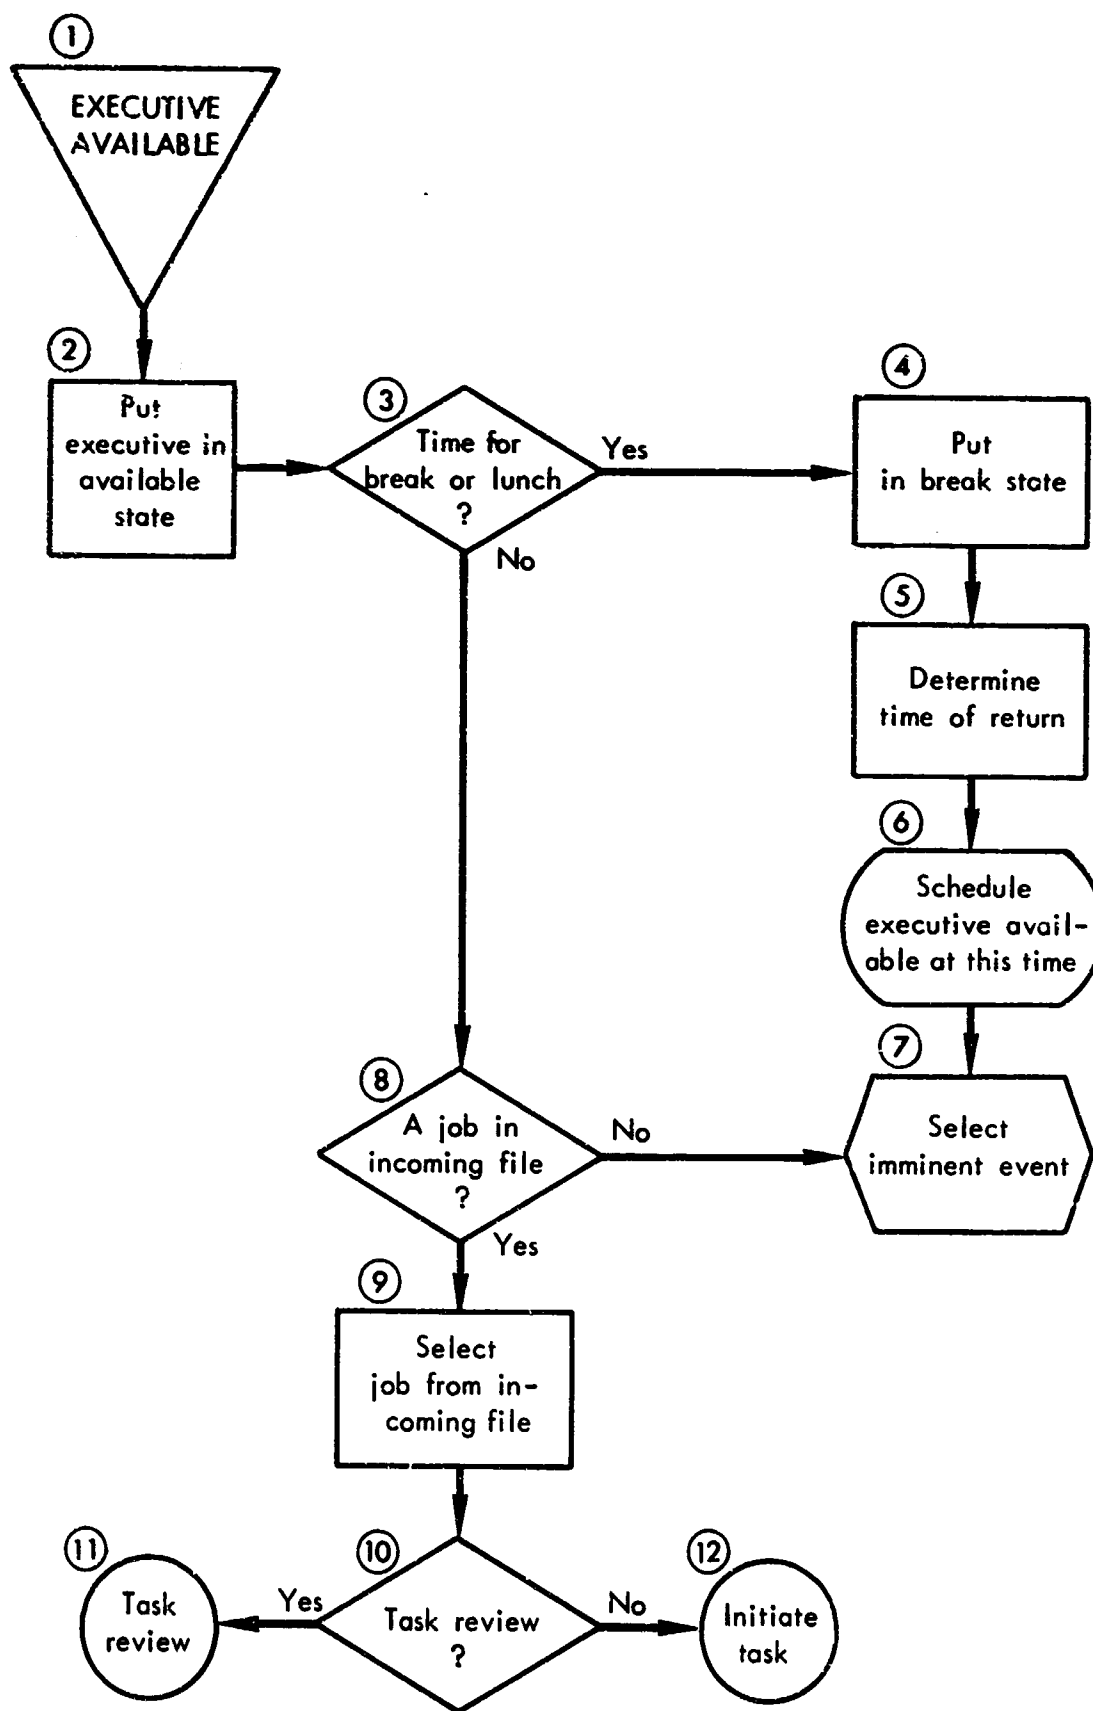 1
EXECUTIVE
AVAILABLE
2
Put
executive in
available
state
3
Time for
break or lunch
?
Yes
No
4
Put
in break state
5
Determine
time of return
6
Schedule
executive avail-
able at this time
7
Select
imminent event
8
A job in
incoming file
?
No
Yes
9
Select
job from in-
coming file
10
Task review
?
Yes
No
11
Task
review
12
Initiate
task